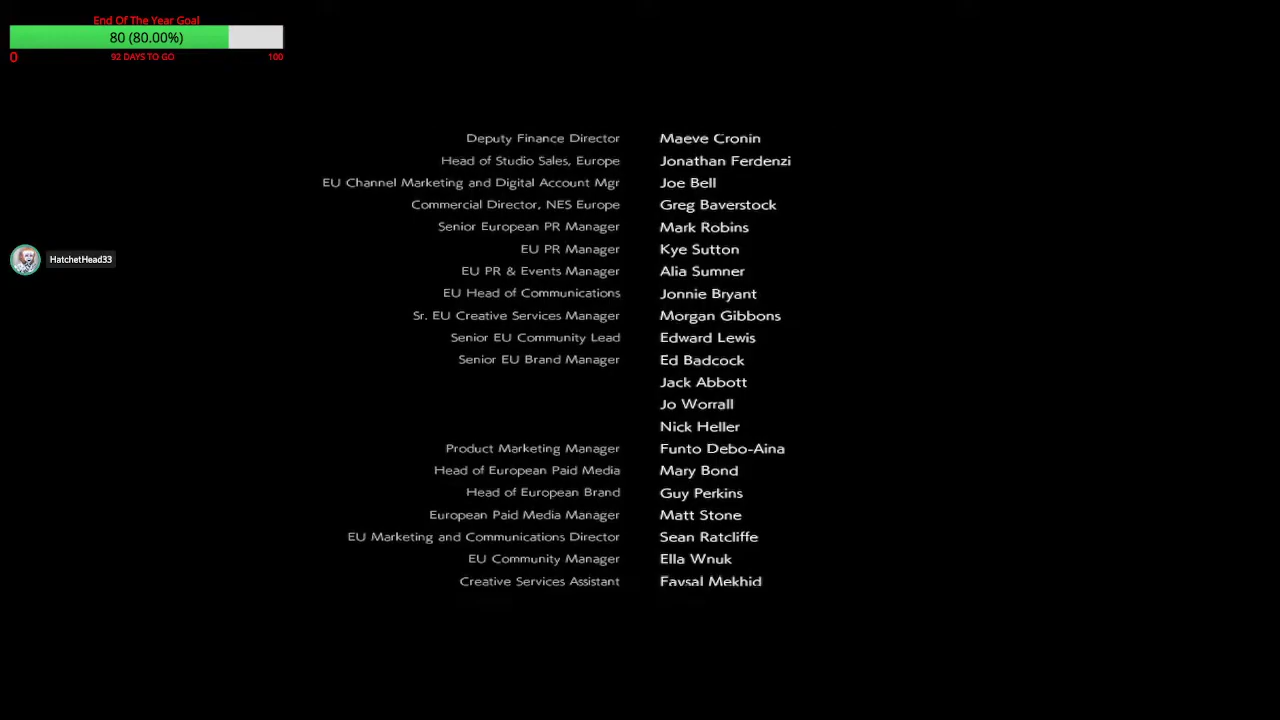 End Of The Year Goal
80 (80.00%)
0 92 DAYS TO GO 100
Deputy Finance Director Maeve Cronin
Head of Studio Sales, Europe Jonathan Ferdenzi
EU Channel Marketing and Digital Account Mgr Joe Bell
Commercial Director, NES Europe Greg Baverstock
Senior European PR Manager Mark Robins
EU PR Manager Kye Sutton
HatchetHead33
EU PR & Events Manager Alia Sumner
EU Head of Communications Jonnie Bryant
Sr. EU Creative Services Manager Morgan Gibbons
Senior EU Community Lead Edward Lewis
Senior EU Brand Manager Ed Badcock
Jack Abbott
Jo Worrall
Nick Heller
Product Marketing Manager Funto Debo-Aina
Head of European Paid Media Mary Bond
Head of European Brand Guy Perkins
European Paid Media Manager Matt Stone
EU Marketing and Communications Director Sean Ratcliffe
EU Community Manager Ella Wnuk
Creative Services Assistant Faysal Mekhid